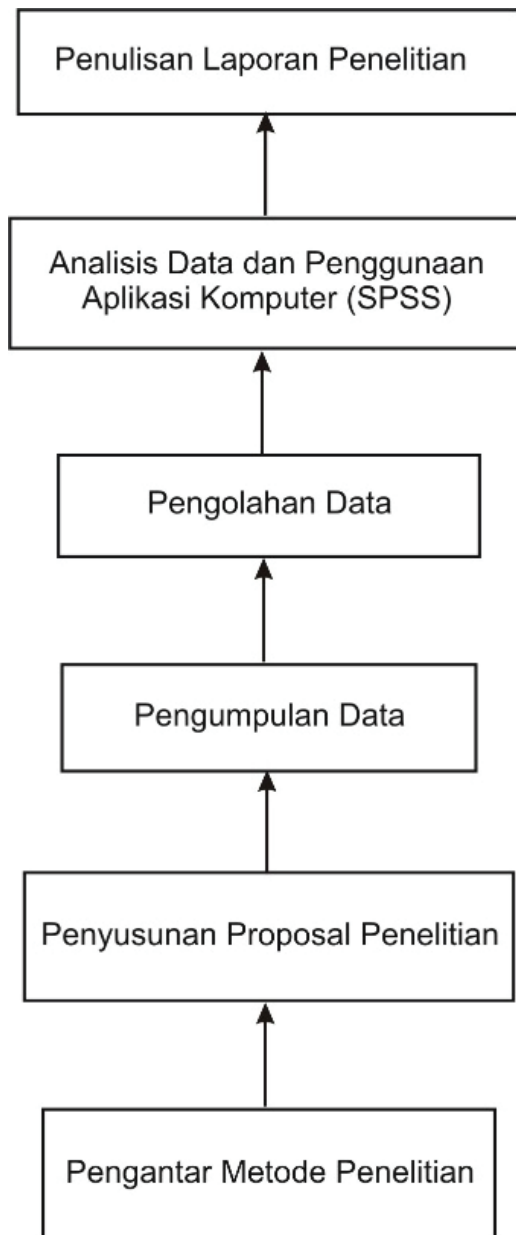 Penulisan Laporan Penelitian
Analisis Data dan Penggunaan
Aplikasi Komputer (SPSS)
Pengolahan Data
Pengumpulan Data
Penyusunan Proposal Penelitian
Pengantar Metode Penelitian